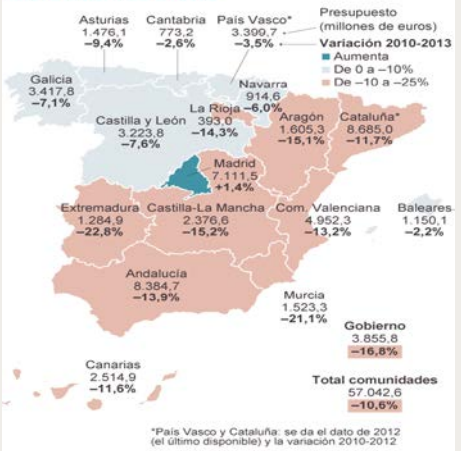 Presupuesto
(millones de euros)
Variación 2010-2013
Aumenta
De 0 a –10%
De –10 a –25%
Asturias
1.476,1
–9,4%
Cantabria
773,2
–2,6%
País Vasco*
3.399,7
–3,5%
Galicia
3.417,8
–7,1%
Navarra
914,6
–6,0%
La Rioja
393,0
–14,3%
Castilla y León
3.223,8
–7,6%
Aragón
1.605,3
–15,1%
Cataluña*
8.685,0
–11,7%
Madrid
7.111,5
+1,4%
Extremadura
1.284,9
–22,8%
Castilla-La Mancha
2.376,6
–15,2%
Com. Valenciana
4.952,3
–13,2%
Baleares
1.150,1
–2,2%
Andalucía
8.384,7
–13,9%
Murcia
1.523,3
–21,1%
Canarias
2.514,9
–11,6%
Gobierno
3.855,8
–16,8%
Total comunidades
57.042,6
–10,6%
*País Vasco y Cataluña: se da el dato de 2012
(el último disponible) y la variación 2010-2012